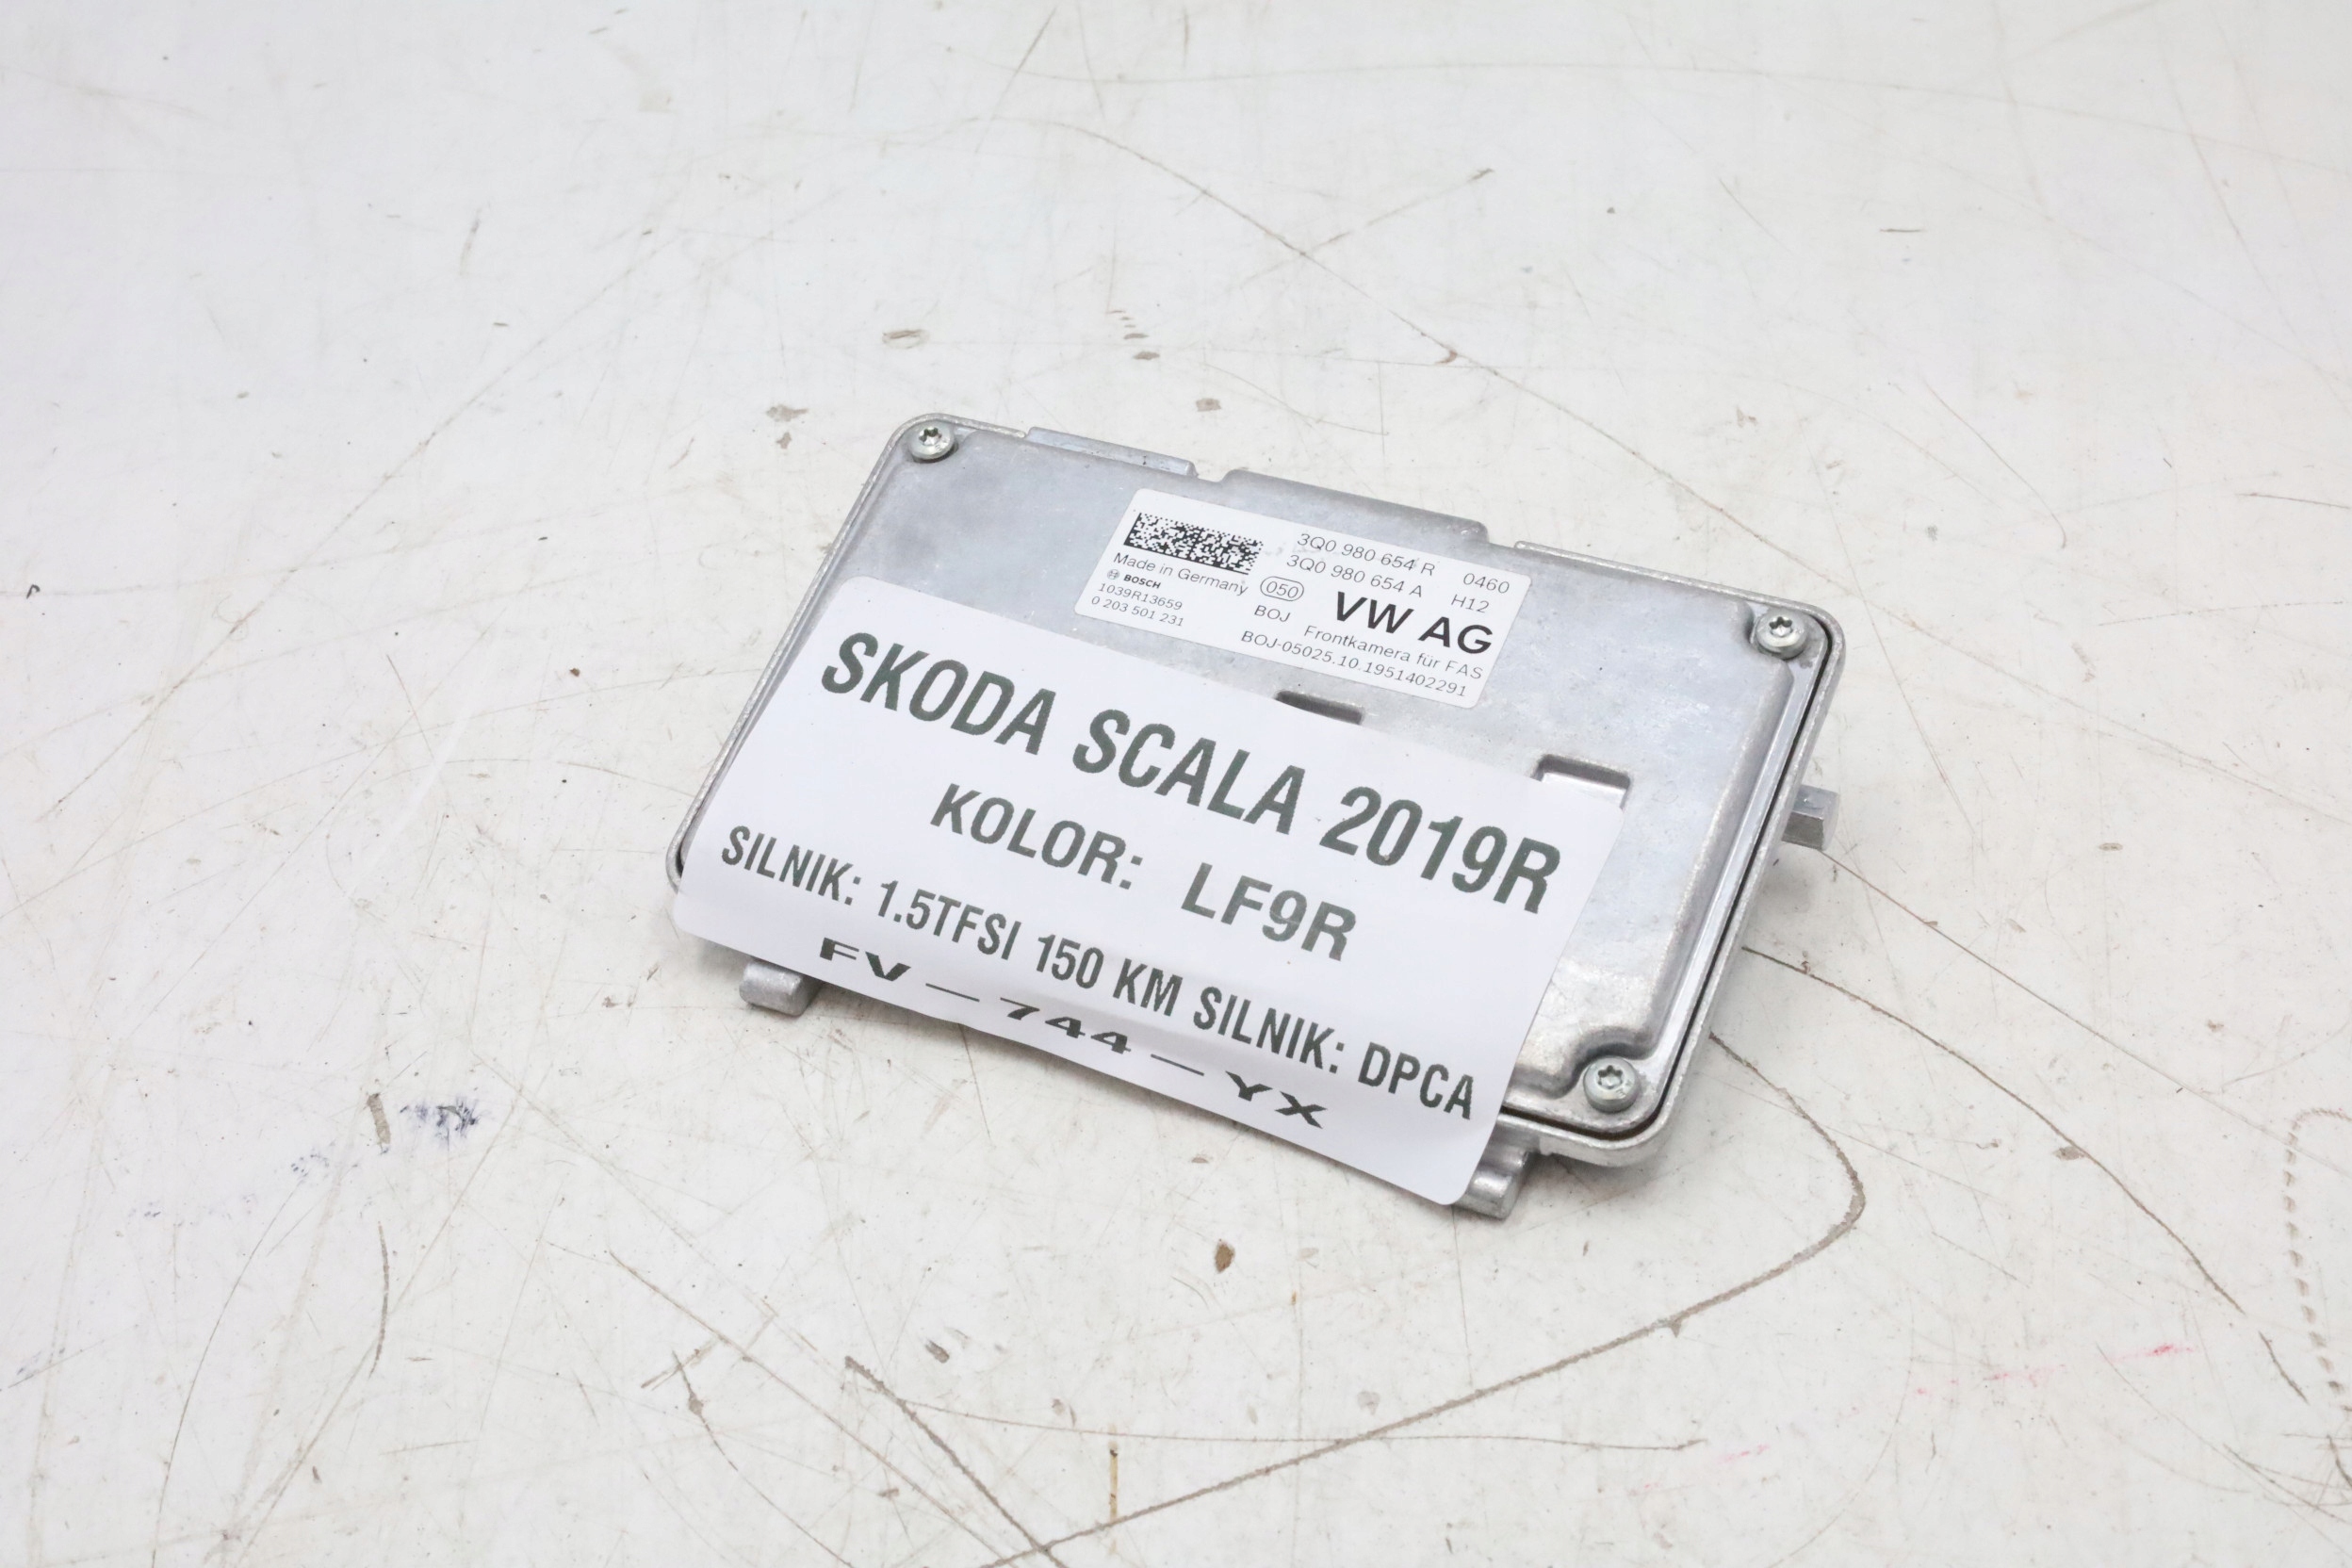 3Q0 980 654 R 0460
3Q0 980 654 A H12
Made in Germany 050 VW AG
BOSCH
1039R13659 BOJ Frontkamera für FAS
0 203 501 231 BOJ-05025.10.1951402291
SKODA SCALA 2019R
KOLOR: LF9R
SILNIK: 1.5TFSI 150 KM SILNIK: DPCA
FV-744-YX